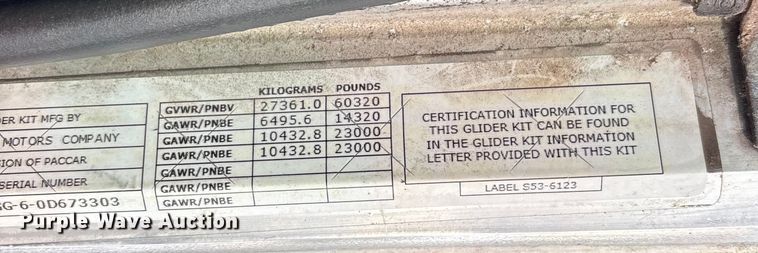 KILOGRAMS POUNDS
GVWR/PNBV 27361.0 60320
GAWR/PNBE 6495.6 14320
GAWR/PNBE 10432.8 23000
GAWR/PNBE 10432.8 23000
GAWR/PNBE
GAWR/PNBE
GAWR/PNBE
DER KIT MFG BY
MOTORS COMPANY
SION OF PACCAR
SERIAL NUMBER
GG-6-0D673303
CERTIFICATION INFORMATION FOR
THIS GLIDER KIT CAN BE FOUND
IN THE GLIDER KIT INFORMATION
LETTER PROVIDED WITH THIS KIT
LABEL S53-6123
Purple Wave Auction